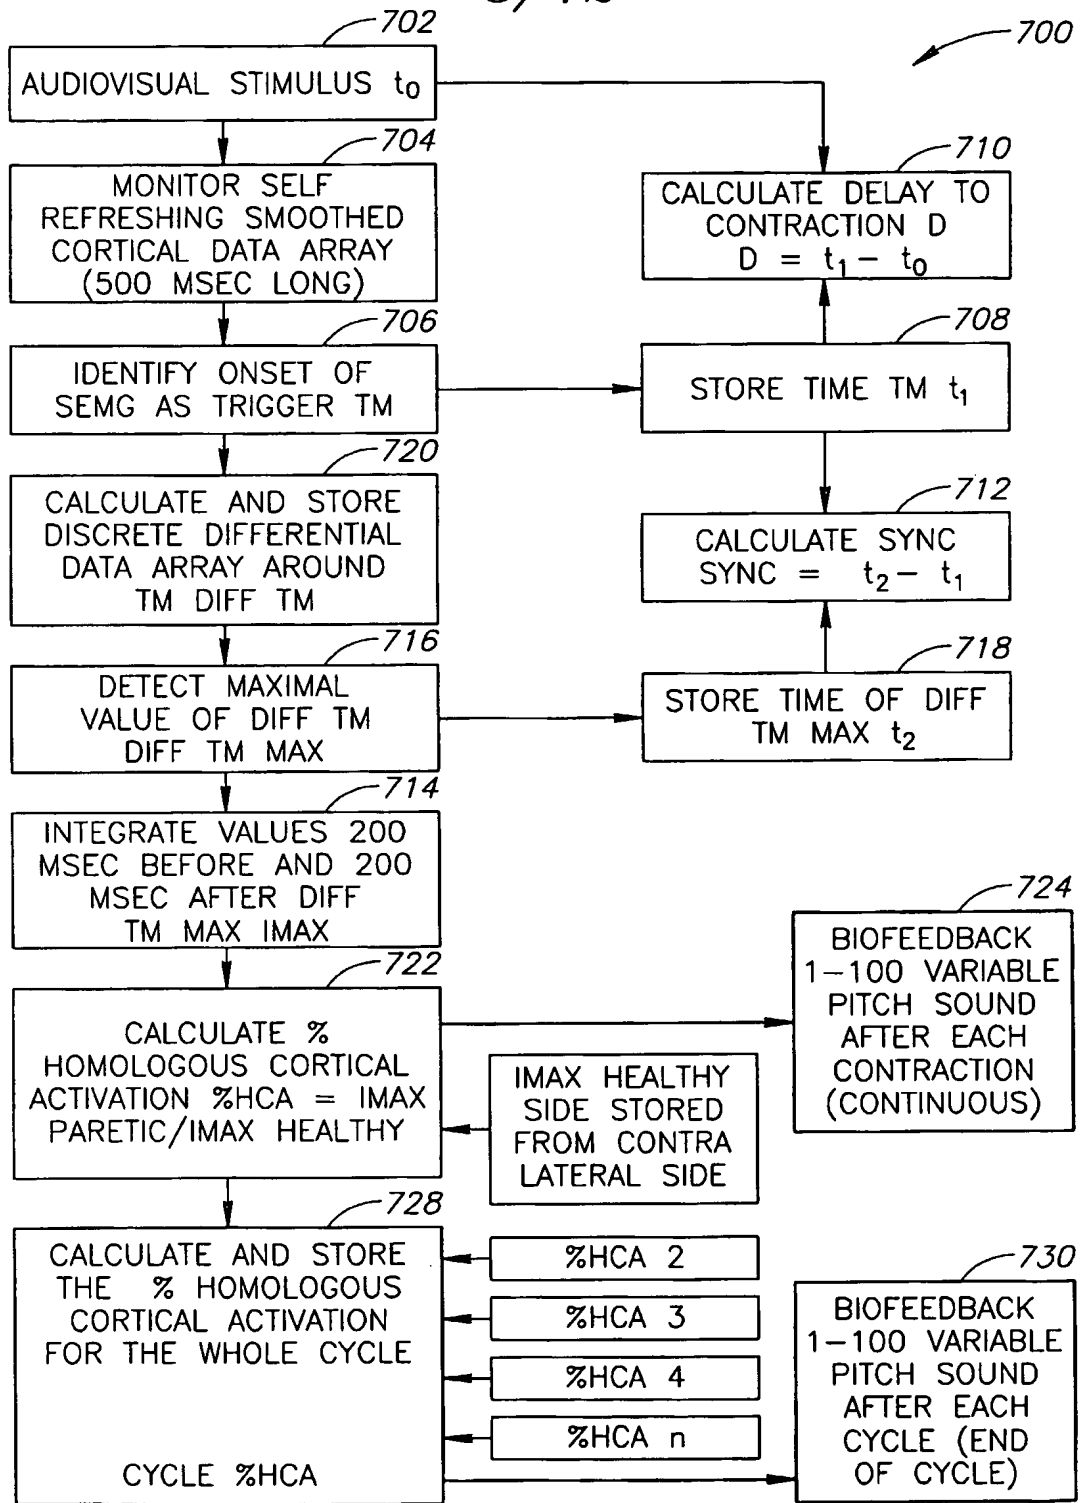 702
700
AUDIOVISUAL STIMULUS t₀
704
MONITOR SELF
REFRESHING SMOOTHED
CORTICAL DATA ARRAY
(500 MSEC LONG)
710
CALCULATE DELAY TO
CONTRACTION D
D = t₁ – t₀
706
IDENTIFY ONSET OF
SEMG AS TRIGGER TM
708
STORE TIME TM t₁
720
CALCULATE AND STORE
DISCRETE DIFFERENTIAL
DATA ARRAY AROUND
TM DIFF TM
712
CALCULATE SYNC
SYNC = t₂ – t₁
716
DETECT MAXIMAL
VALUE OF DIFF TM
DIFF TM MAX
718
STORE TIME OF DIFF
TM MAX t₂
714
INTEGRATE VALUES 200
MSEC BEFORE AND 200
MSEC AFTER DIFF
TM MAX IMAX
722
CALCULATE %
HOMOLOGOUS CORTICAL
ACTIVATION %HCA = IMAX
PARETIC/IMAX HEALTHY
724
BIOFEEDBACK
1–100 VARIABLE
PITCH SOUND
AFTER EACH
CONTRACTION
(CONTINUOUS)
IMAX HEALTHY
SIDE STORED
FROM CONTRA
LATERAL SIDE
728
CALCULATE AND STORE
THE % HOMOLOGOUS
CORTICAL ACTIVATION
FOR THE WHOLE CYCLE
CYCLE %HCA
%HCA 2
%HCA 3
%HCA 4
%HCA n
730
BIOFEEDBACK
1–100 VARIABLE
PITCH SOUND
AFTER EACH
CYCLE (END
OF CYCLE)